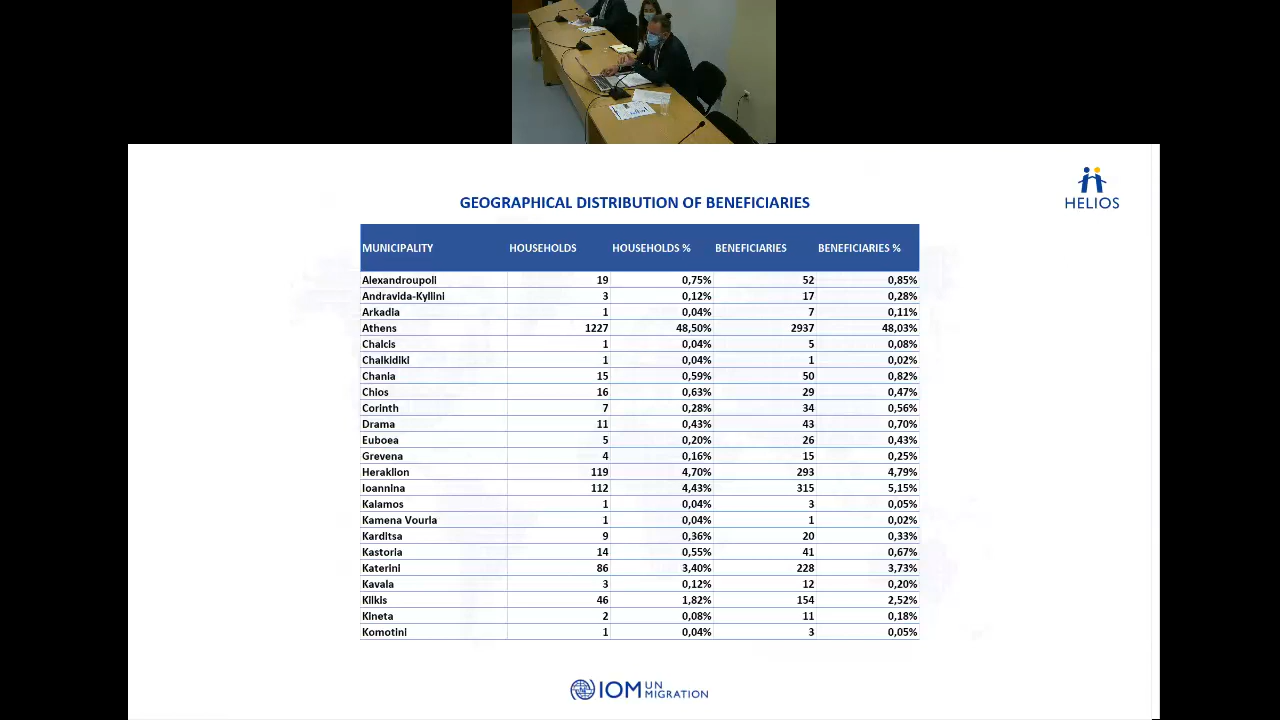 HELIOS
GEOGRAPHICAL DISTRIBUTION OF BENEFICIARIES
MUNICIPALITY HOUSEHOLDS HOUSEHOLDS % BENEFICIARIES BENEFICIARIES %
Alexandroupoli 19 0,75% 52 0,85%
Andravida-Kyllini 3 0,12% 17 0,28%
Arkadia 1 0,04% 7 0,11%
Athens 1227 48,50% 2937 48,03%
Chalcis 1 0,04% 5 0,08%
Chalkidiki 1 0,04% 1 0,02%
Chania 15 0,59% 50 0,82%
Chios 16 0,63% 29 0,47%
Corinth 7 0,28% 34 0,56%
Drama 11 0,43% 43 0,70%
Euboea 5 0,20% 26 0,43%
Grevena 4 0,16% 15 0,25%
Heraklion 119 4,70% 293 4,79%
Ioannina 112 4,43% 315 5,15%
Kalamos 1 0,04% 3 0,05%
Kamena Vourla 1 0,04% 1 0,02%
Karditsa 9 0,36% 20 0,33%
Kastoria 14 0,55% 41 0,67%
Katerini 86 3,40% 228 3,73%
Kavala 3 0,12% 12 0,20%
Kilkis 46 1,82% 154 2,52%
Kineta 2 0,08% 11 0,18%
Komotini 1 0,04% 3 0,05%
IOM UN MIGRATION